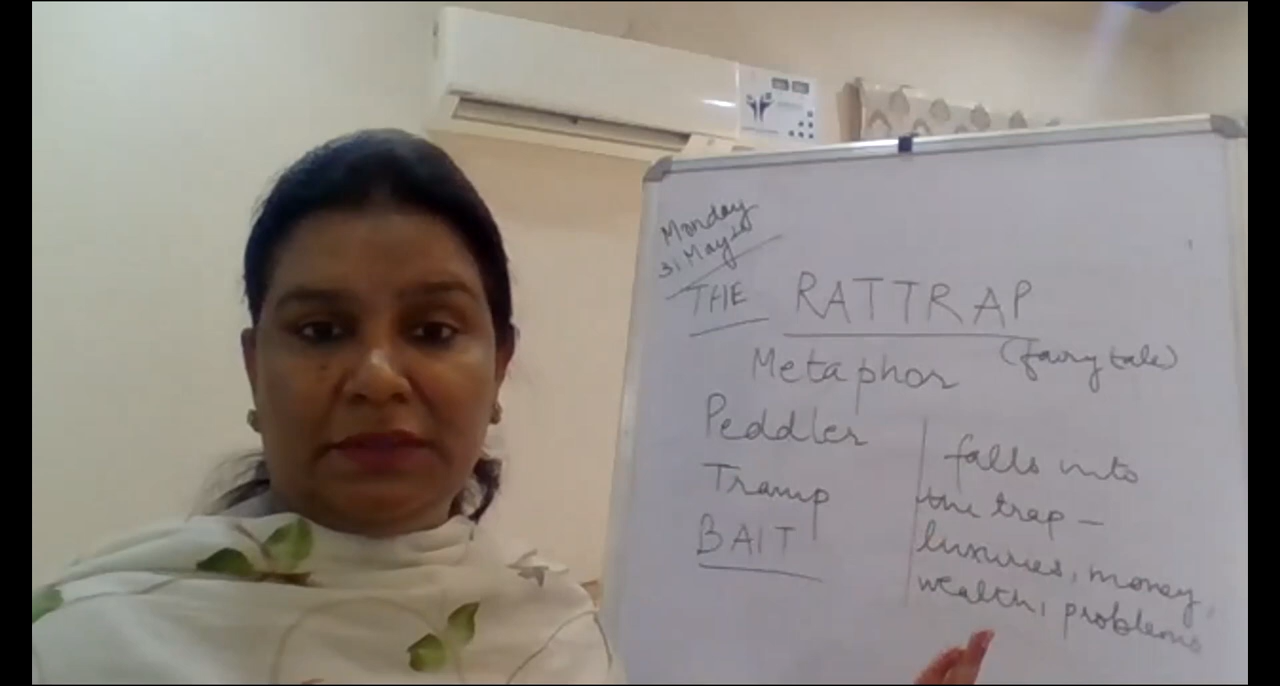 Monday
31 May
THE RATTRAP
(fairy tale)
Metaphor
Peddler
Tramp
BAIT
falls into
the trap –
luxuries, money,
wealth, problems